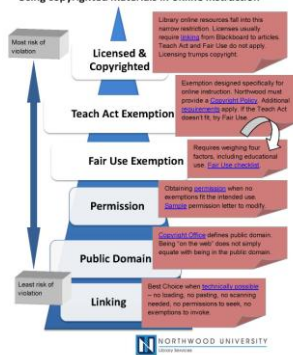 Using Copyrighted Materials in Online Instruction
Library online resources fall into this
narrow restriction. Licenses usually
require linking from Blackboard to articles.
Teach Act and Fair Use do not apply.
Licensing trumps copyright.
Most risk of
violation
Licensed &
Copyrighted
Exemption designed specifically for
online instruction. Northwood must
provide a Copyright Policy. Additional
requirements apply. If the Teach Act
doesn't fit, try Fair Use.
Teach Act Exemption
Requires weighing four
factors, including educational
use. Fair Use checklist.
Fair Use Exemption
Obtaining permission when no
exemptions fit the intended use.
Sample permission letter to modify.
Permission
Copyright Office defines public domain.
Being "on the web" does not simply
equate with being in the public domain.
Public Domain
Least risk of
violation
Best Choice when technically possible
– no loading, no pasting, no scanning
needed, no permissions to seek, no
exemptions to invoke.
Linking
NORTHWOOD UNIVERSITY
Library Services